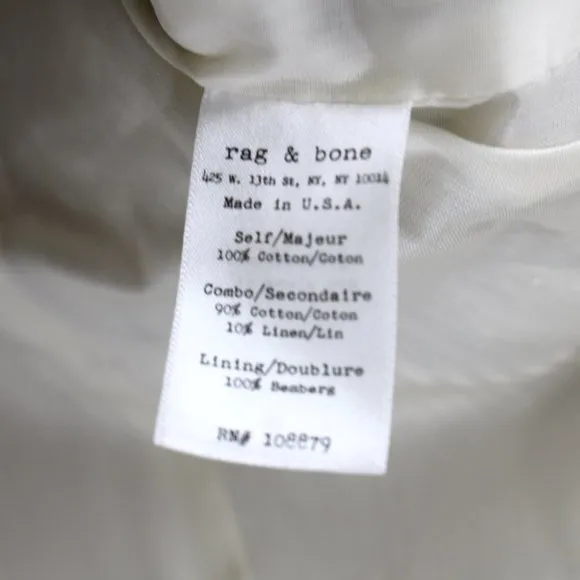 rag & bone
425 W. 13th St, NY, NY 10014
Made in U.S.A.
Self/Majeur
100% Cotton/Coton
Combo/Secondaire
90% Cotton/Coton
10% Linen/Lin
Lining/Doublure
100% Bemberg
RN# 108879